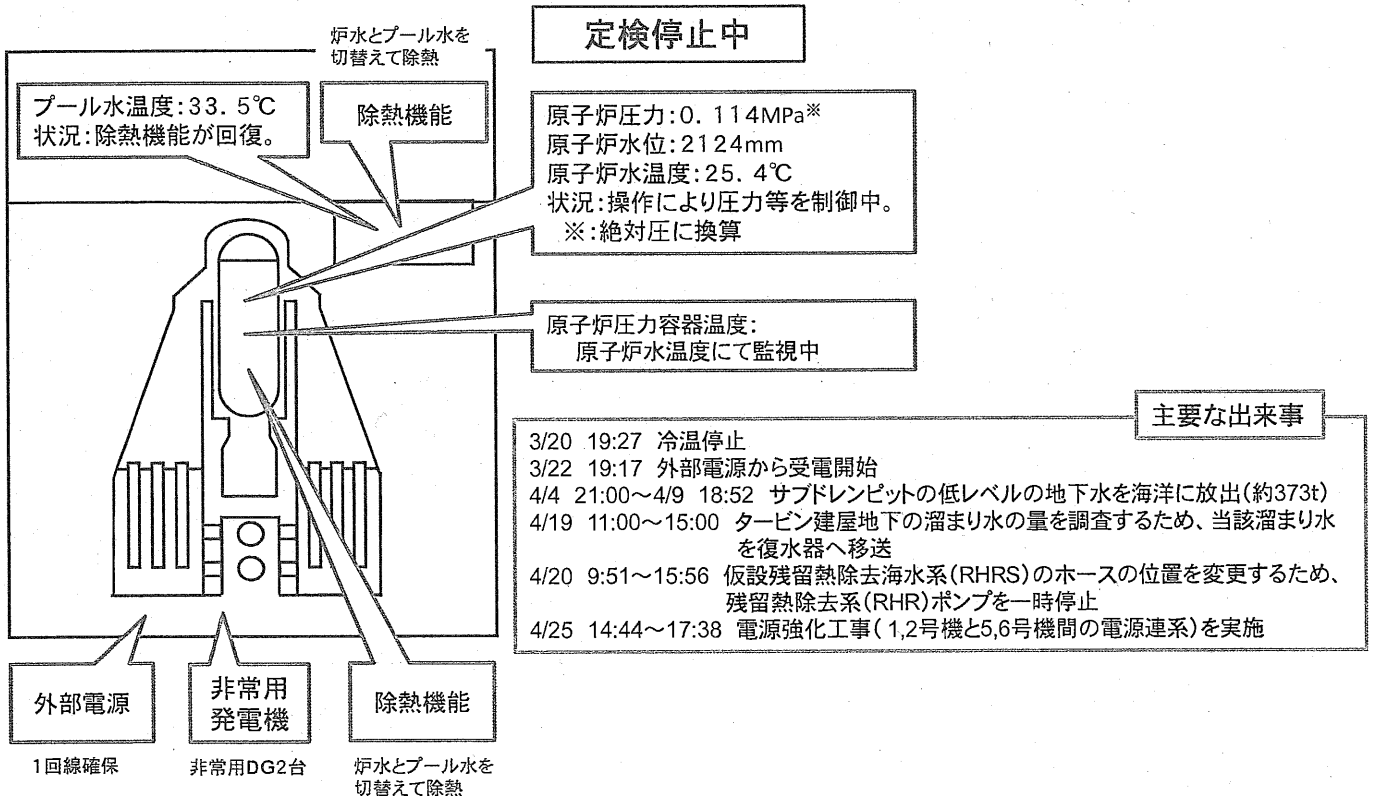 炉水とプール水を
切替えて除熱
定検停止中
プール水温度:33.5℃
状況:除熱機能が回復。
除熱機能
原子炉圧力:0.114MPa※
原子炉水位:2124mm
原子炉水温度:25.4℃
状況:操作により圧力等を制御中。
※:絶対圧に換算
原子炉圧力容器温度:
原子炉水温度にて監視中
主要な出来事
3/20 19:27 冷温停止
3/22 19:17 外部電源から受電開始
4/4 21:00～4/9 18:52 サブドレンピットの低レベルの地下水を海洋に放出(約373t)
4/19 11:00～15:00 タービン建屋地下の溜まり水の量を調査するため、当該溜まり水
を復水器へ移送
4/20 9:51～15:56 仮設残留熱除去海水系(RHRS)のホースの位置を変更するため、
残留熱除去系(RHR)ポンプを一時停止
4/25 14:44～17:38 電源強化工事(1,2号機と5,6号機間の電源連系)を実施
外部電源
1回線確保
非常用
発電機
非常用DG2台
除熱機能
炉水とプール水を
切替えて除熱